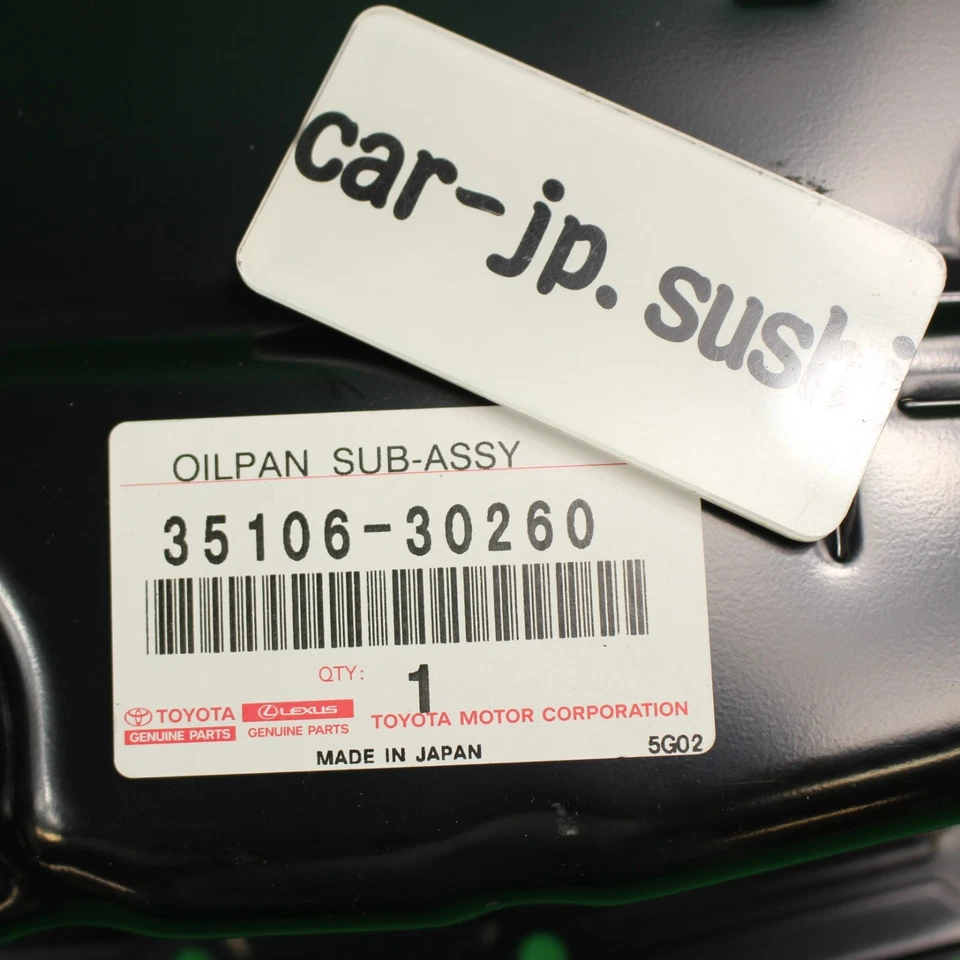 car-jp. sushi
OILPAN SUB-ASSY
35106-30260
QTY: 1
TOYOTA
GENUINE PARTS
LEXUS
GENUINE PARTS
TOYOTA MOTOR CORPORATION
MADE IN JAPAN
5G02